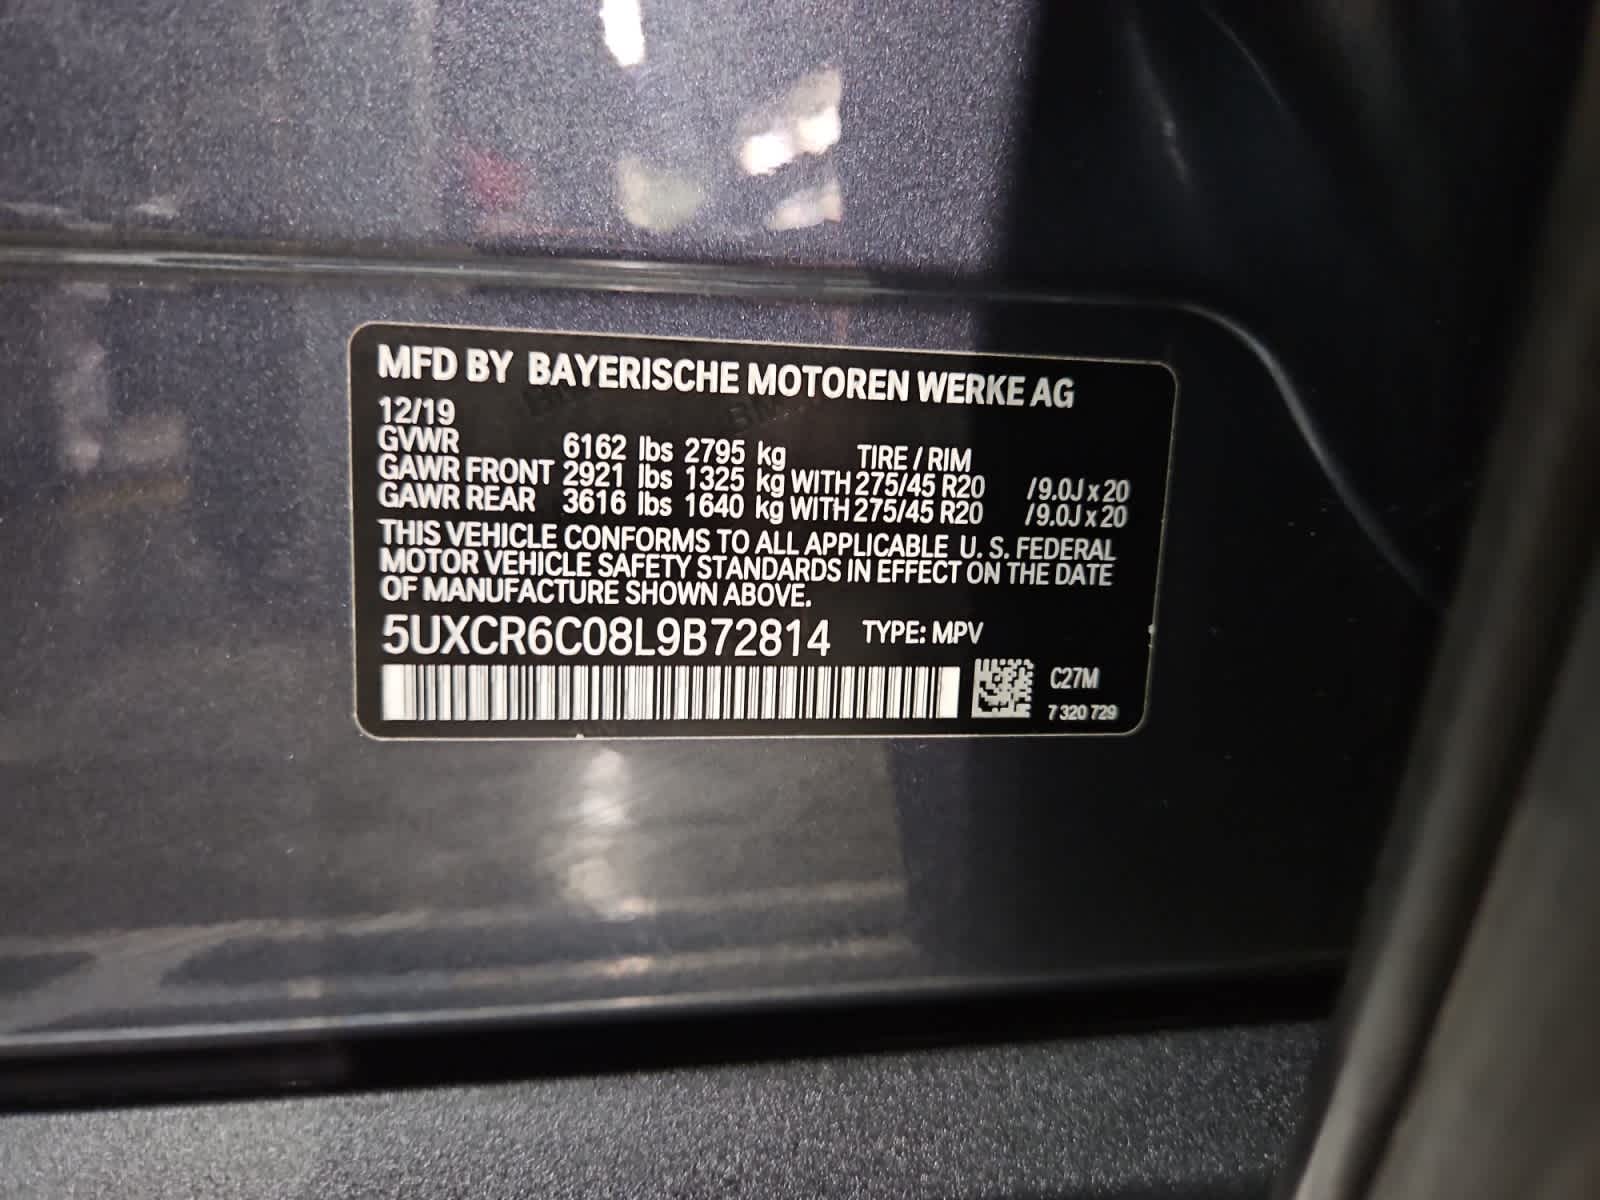 MFD BY BAYERISCHE MOTOREN WERKE AG
12/19
GVWR 6162 lbs 2795 kg TIRE / RIM
GAWR FRONT 2921 lbs 1325 kg WITH 275/45 R20 /9.0J x 20
GAWR REAR 3616 lbs 1640 kg WITH 275/45 R20 /9.0J x 20
THIS VEHICLE CONFORMS TO ALL APPLICABLE U. S. FEDERAL
MOTOR VEHICLE SAFETY STANDARDS IN EFFECT ON THE DATE
OF MANUFACTURE SHOWN ABOVE.
5UXCR6C08L9B72814 TYPE: MPV
C27M
7 320 729